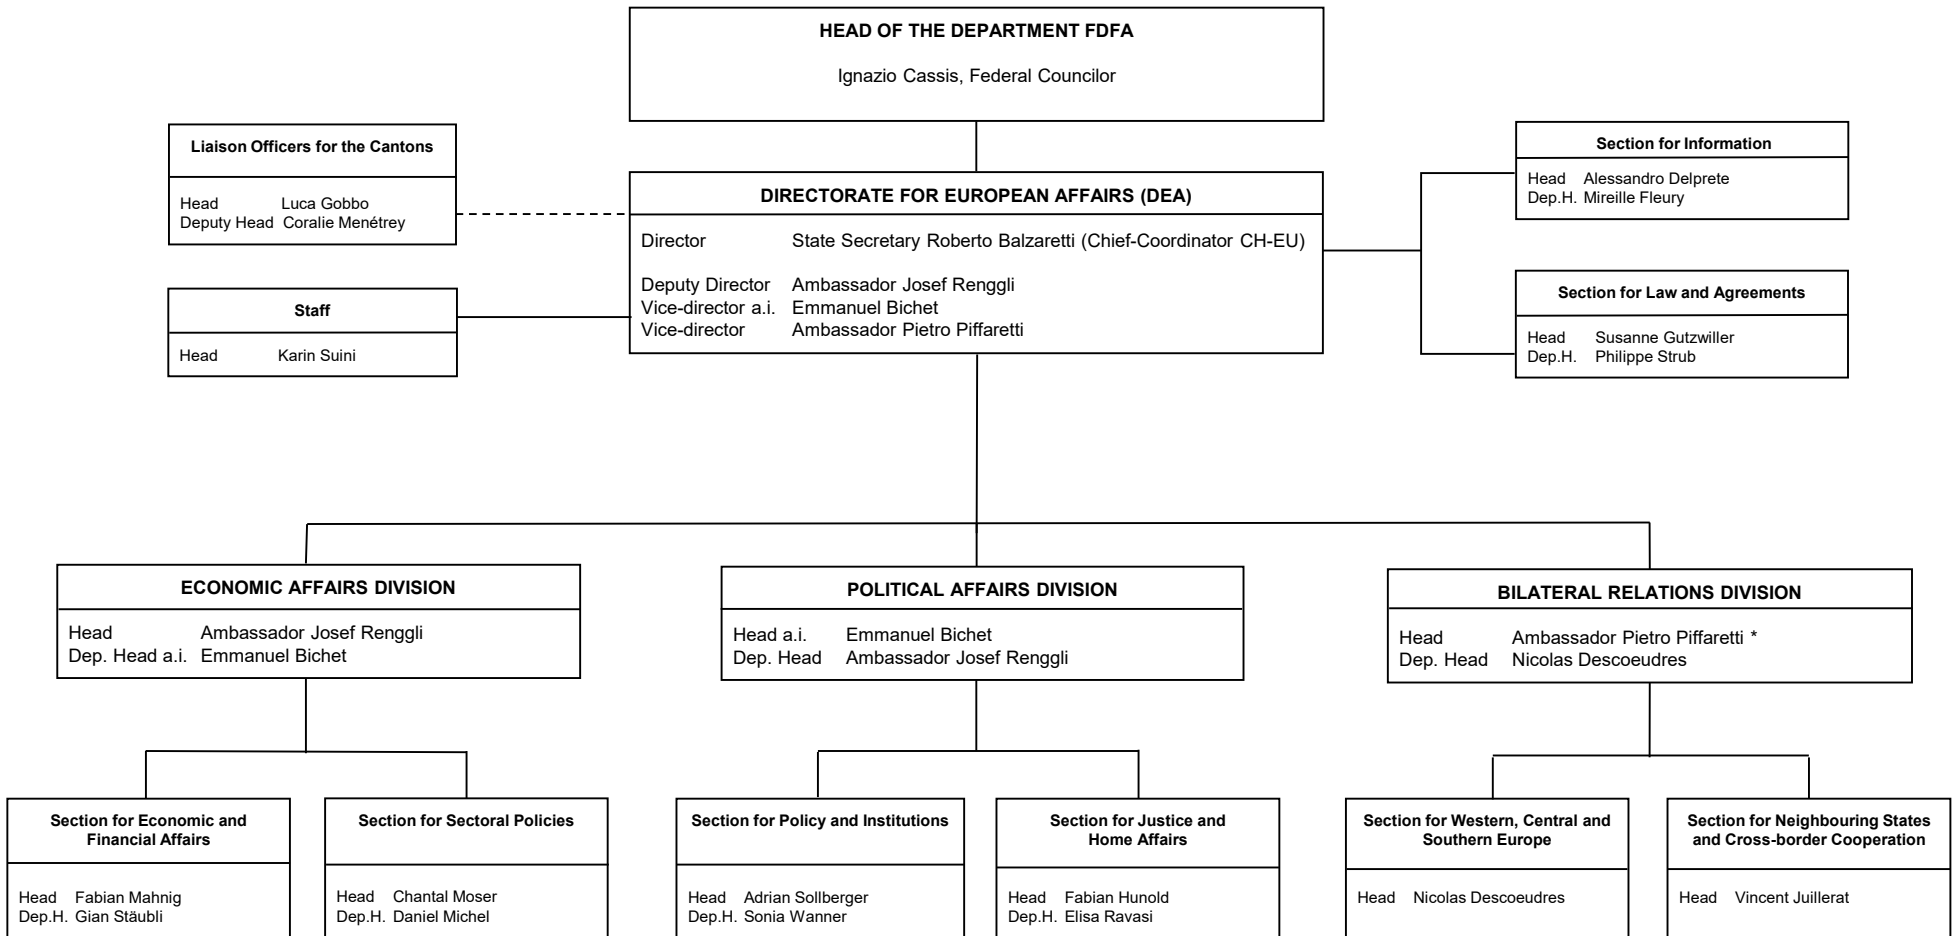 HEAD OF THE DEPARTMENT FDFA
Ignazio Cassis, Federal Councilor
Liaison Officers for the Cantons
Head Luca Gobbo
Deputy Head Coralie Menétrey
Staff
Head Karin Suini
DIRECTORATE FOR EUROPEAN AFFAIRS (DEA)
Director State Secretary Roberto Balzaretti (Chief-Coordinator CH-EU)
Deputy Director Ambassador Josef Renggli
Vice-director a.i. Emmanuel Bichet
Vice-director Ambassador Pietro Piffaretti
Section for Information
Head Alessandro Delprete
Dep.H. Mireille Fleury
Section for Law and Agreements
Head Susanne Gutzwiller
Dep.H. Philippe Strub
ECONOMIC AFFAIRS DIVISION
Head Ambassador Josef Renggli
Dep. Head a.i. Emmanuel Bichet
POLITICAL AFFAIRS DIVISION
Head a.i. Emmanuel Bichet
Dep. Head Ambassador Josef Renggli
BILATERAL RELATIONS DIVISION
Head Ambassador Pietro Piffaretti *
Dep. Head Nicolas Descoeudres
Section for Economic and
Financial Affairs
Head Fabian Mahnig
Dep.H. Gian Stäubli
Section for Sectoral Policies
Head Chantal Moser
Dep.H. Daniel Michel
Section for Policy and Institutions
Head Adrian Sollberger
Dep.H. Sonia Wanner
Section for Justice and
Home Affairs
Head Fabian Hunold
Dep.H. Elisa Ravasi
Section for Western, Central and
Southern Europe
Head Nicolas Descoeudres
Section for Neighbouring States
and Cross-border Cooperation
Head Vincent Juillerat